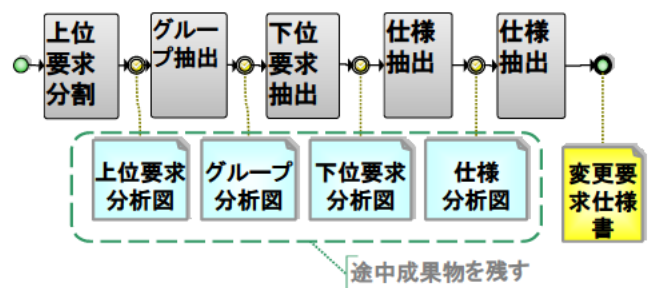 上位
要求
分割
グルー
プ抽出
下位
要求
抽出
仕様
抽出
仕様
抽出
上位要求
分析図
グループ
分析図
下位要求
分析図
仕様
分析図
変更要
求仕様
書
途中成果物を残す